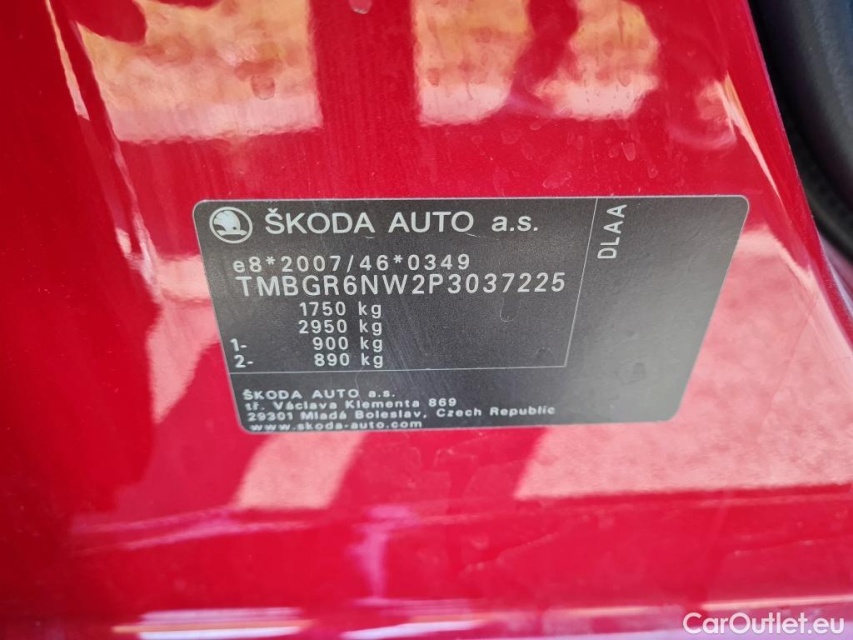 ŠKODA AUTO a.s.
DLAA
e8*2007/46*0349
TMBGR6NW2P3037225
1750 kg
2950 kg
1- 900 kg
2- 890 kg
ŠKODA AUTO a.s.
tř. Václava Klementa 869
29301 Mladá Boleslav, Czech Republic
www.skoda-auto.com
CarOutlet.eu